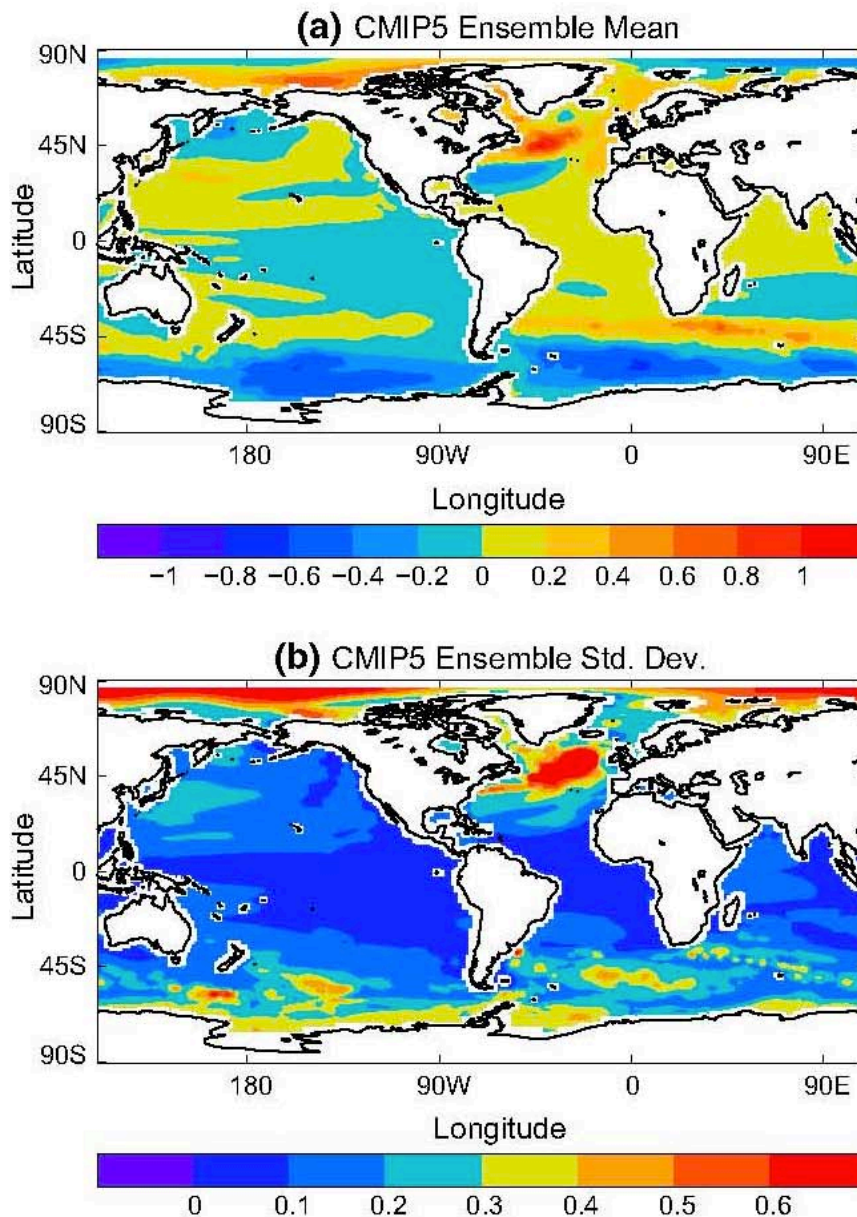 (a) CMIP5 Ensemble Mean
90N
45N
0
45S
90S
Latitude
180 90W 0 90E
Longitude
−1 −0.8 −0.6 −0.4 −0.2 0 0.2 0.4 0.6 0.8 1
(b) CMIP5 Ensemble Std. Dev.
90N
45N
0
45S
90S
Latitude
180 90W 0 90E
Longitude
0 0.1 0.2 0.3 0.4 0.5 0.6